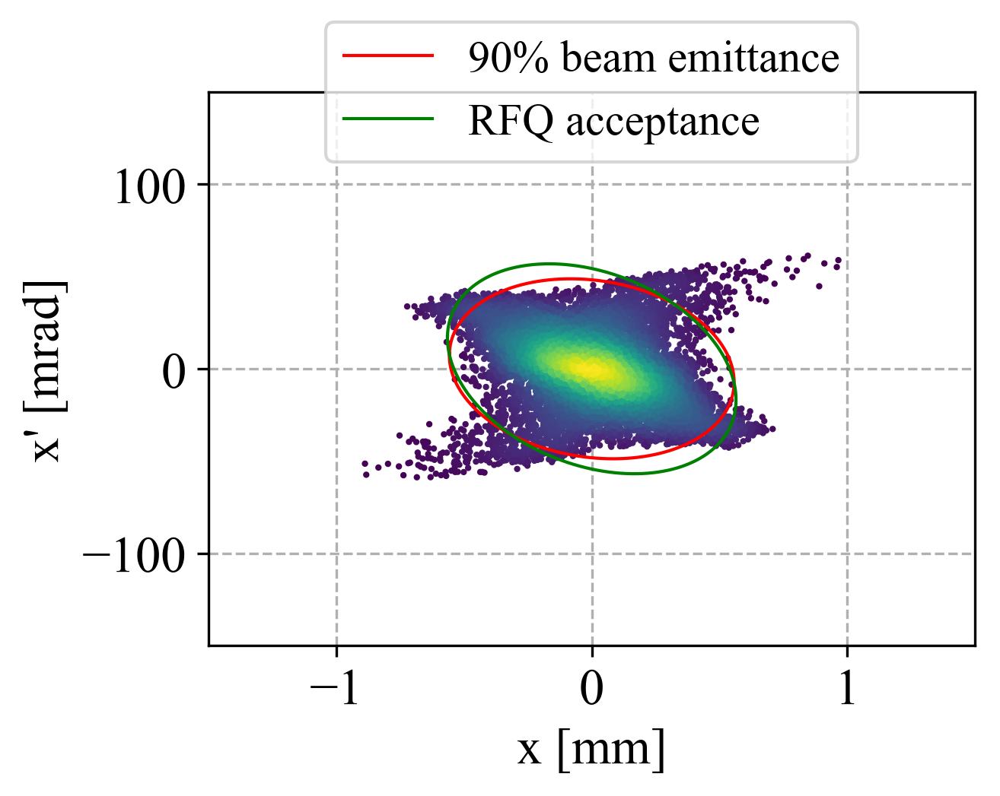 90% beam emittance
RFQ acceptance
100
0
−100
x' [mrad]
−1
0
1
x [mm]